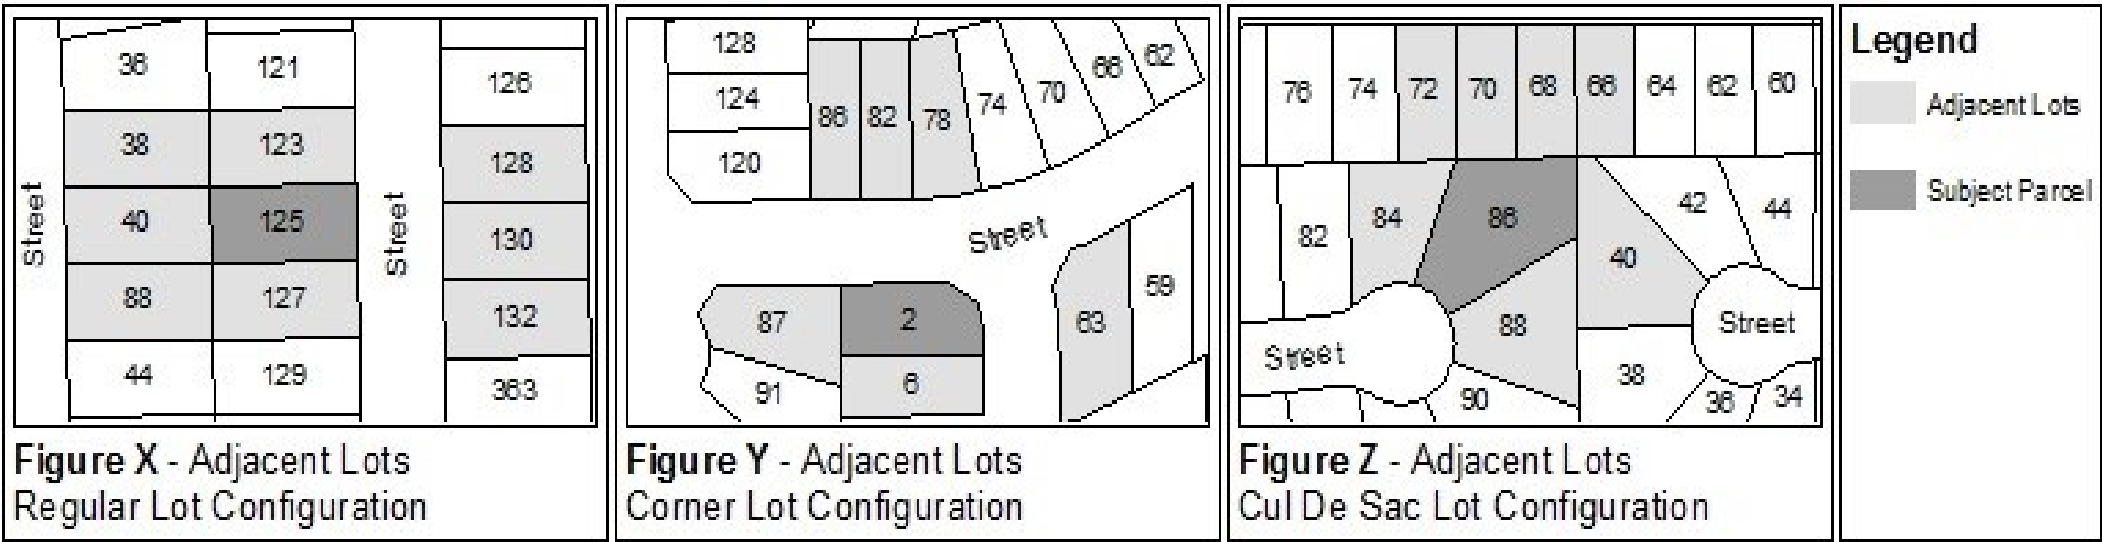 36 121 126
38 123 128
Street 40 125 Street 130
88 127 132
44 129 363
Figure X - Adjacent Lots
Regular Lot Configuration
128
124
120
86 82 78 74 70 66 62
Street
87 2 63 59
91 6
Figure Y - Adjacent Lots
Corner Lot Configuration
76 74 72 70 68 66 64 62 60
82 84 86 40 42 44
88
Street
Street
90 38 36 34
Figure Z - Adjacent Lots
Cul De Sac Lot Configuration
Legend
Adjacent Lots
Subject Parcel